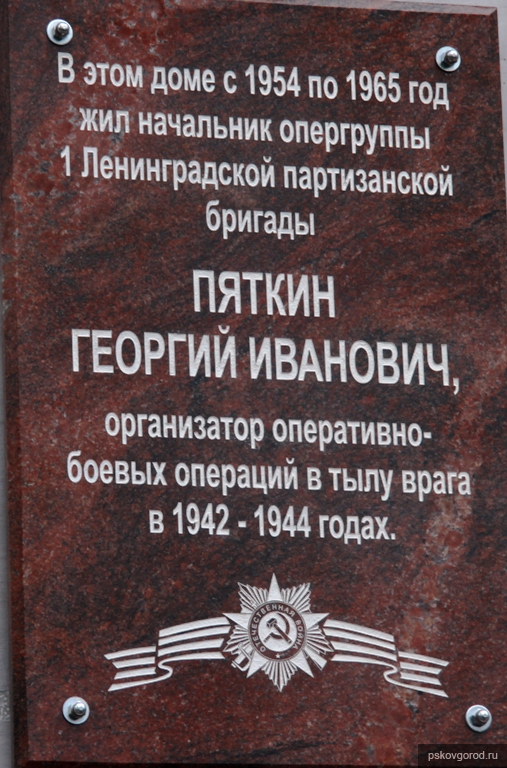 В этом доме с 1954 по 1965 год
жил начальник опергруппы
1 Ленинградской партизанской
бригады
ПЯТКИН
ГЕОРГИЙ ИВАНОВИЧ,
организатор оперативно-
боевых операций в тылу врага
в 1942 - 1944 годах.
ОТЕЧЕСТВЕННАЯ ВОЙНА
pskovgorod.ru